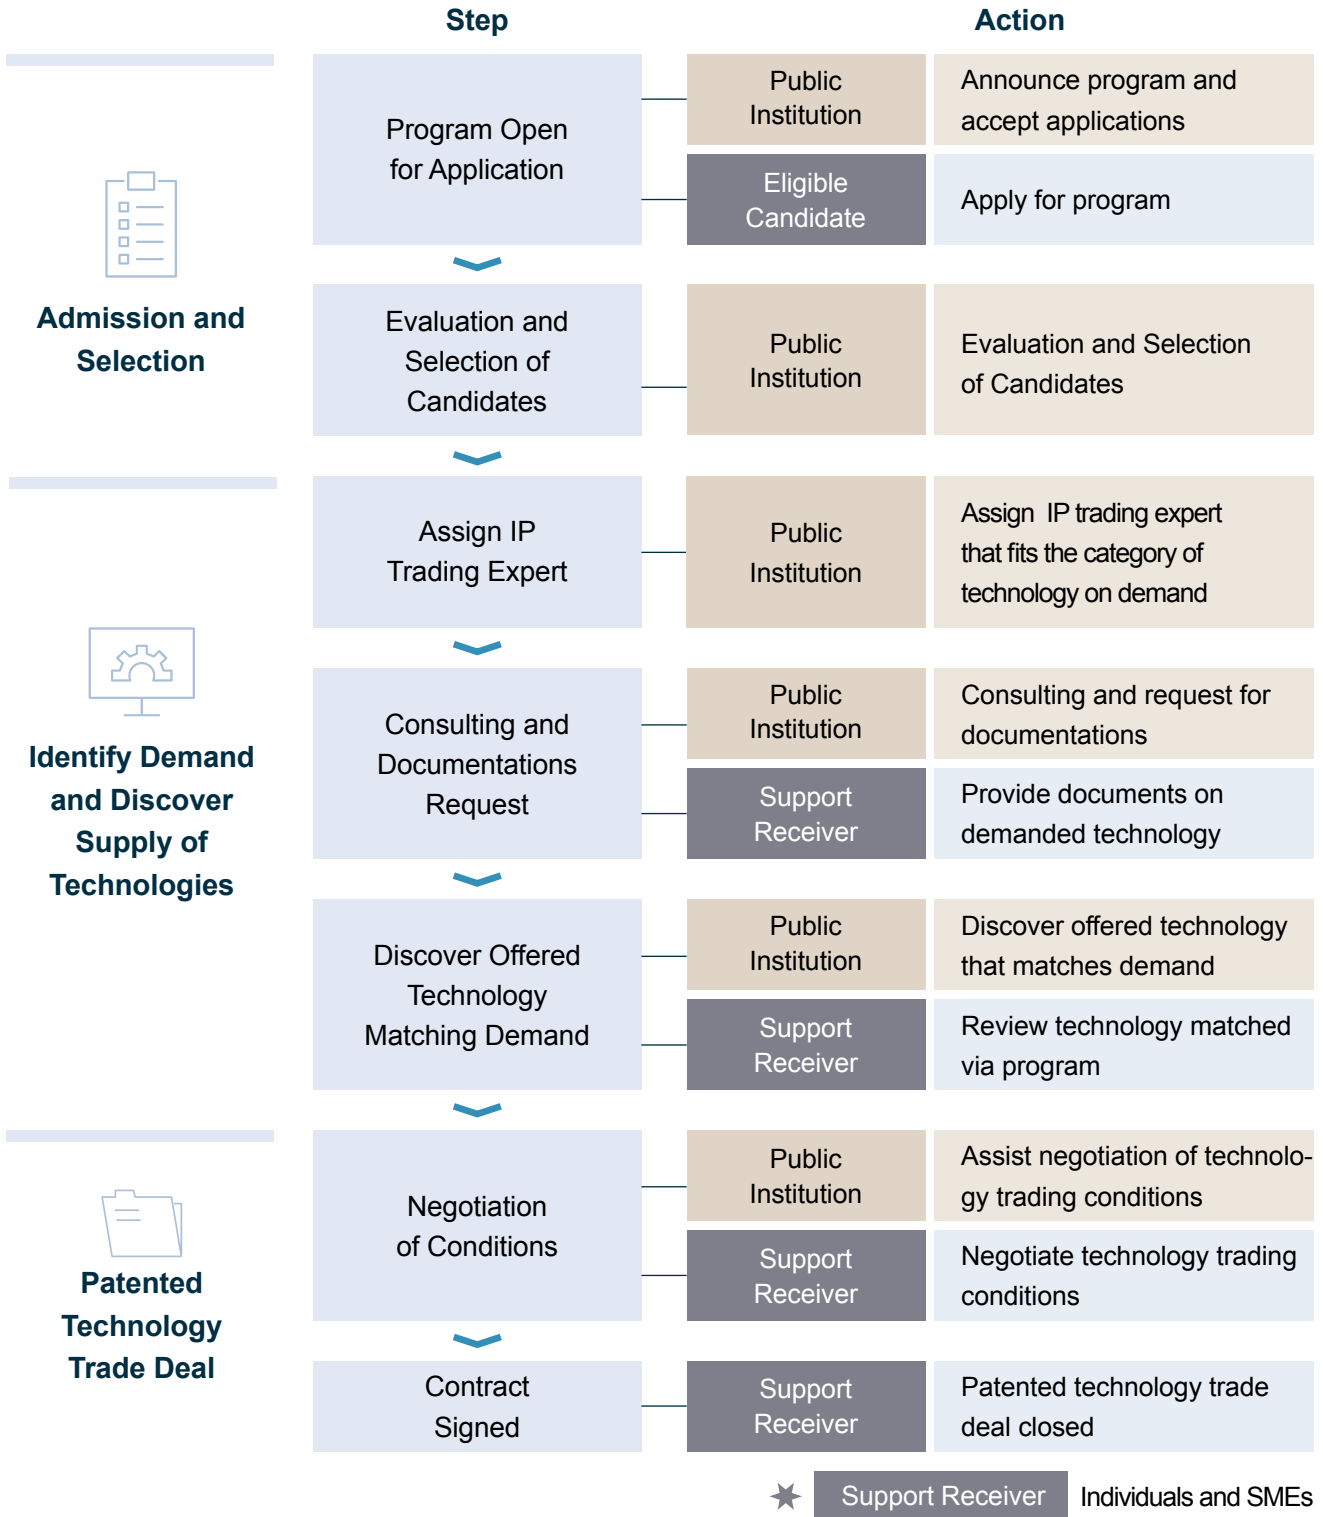 Step
Action
Admission and
Selection
Program Open
for Application
Public
Institution
Announce program and
accept applications
Eligible
Candidate
Apply for program
Evaluation and
Selection of
Candidates
Public
Institution
Evaluation and Selection
of Candidates
Identify Demand
and Discover
Supply of
Technologies
Assign IP
Trading Expert
Public
Institution
Assign IP trading expert
that fits the category of
technology on demand
Consulting and
Documentations
Request
Public
Institution
Consulting and request for
documentations
Support
Receiver
Provide documents on
demanded technology
Discover Offered
Technology
Matching Demand
Public
Institution
Discover offered technology
that matches demand
Support
Receiver
Review technology matched
via program
Patented
Technology
Trade Deal
Negotiation
of Conditions
Public
Institution
Assist negotiation of technolo-
gy trading conditions
Support
Receiver
Negotiate technology trading
conditions
Contract
Signed
Support
Receiver
Patented technology trade
deal closed
Support Receiver Individuals and SMEs